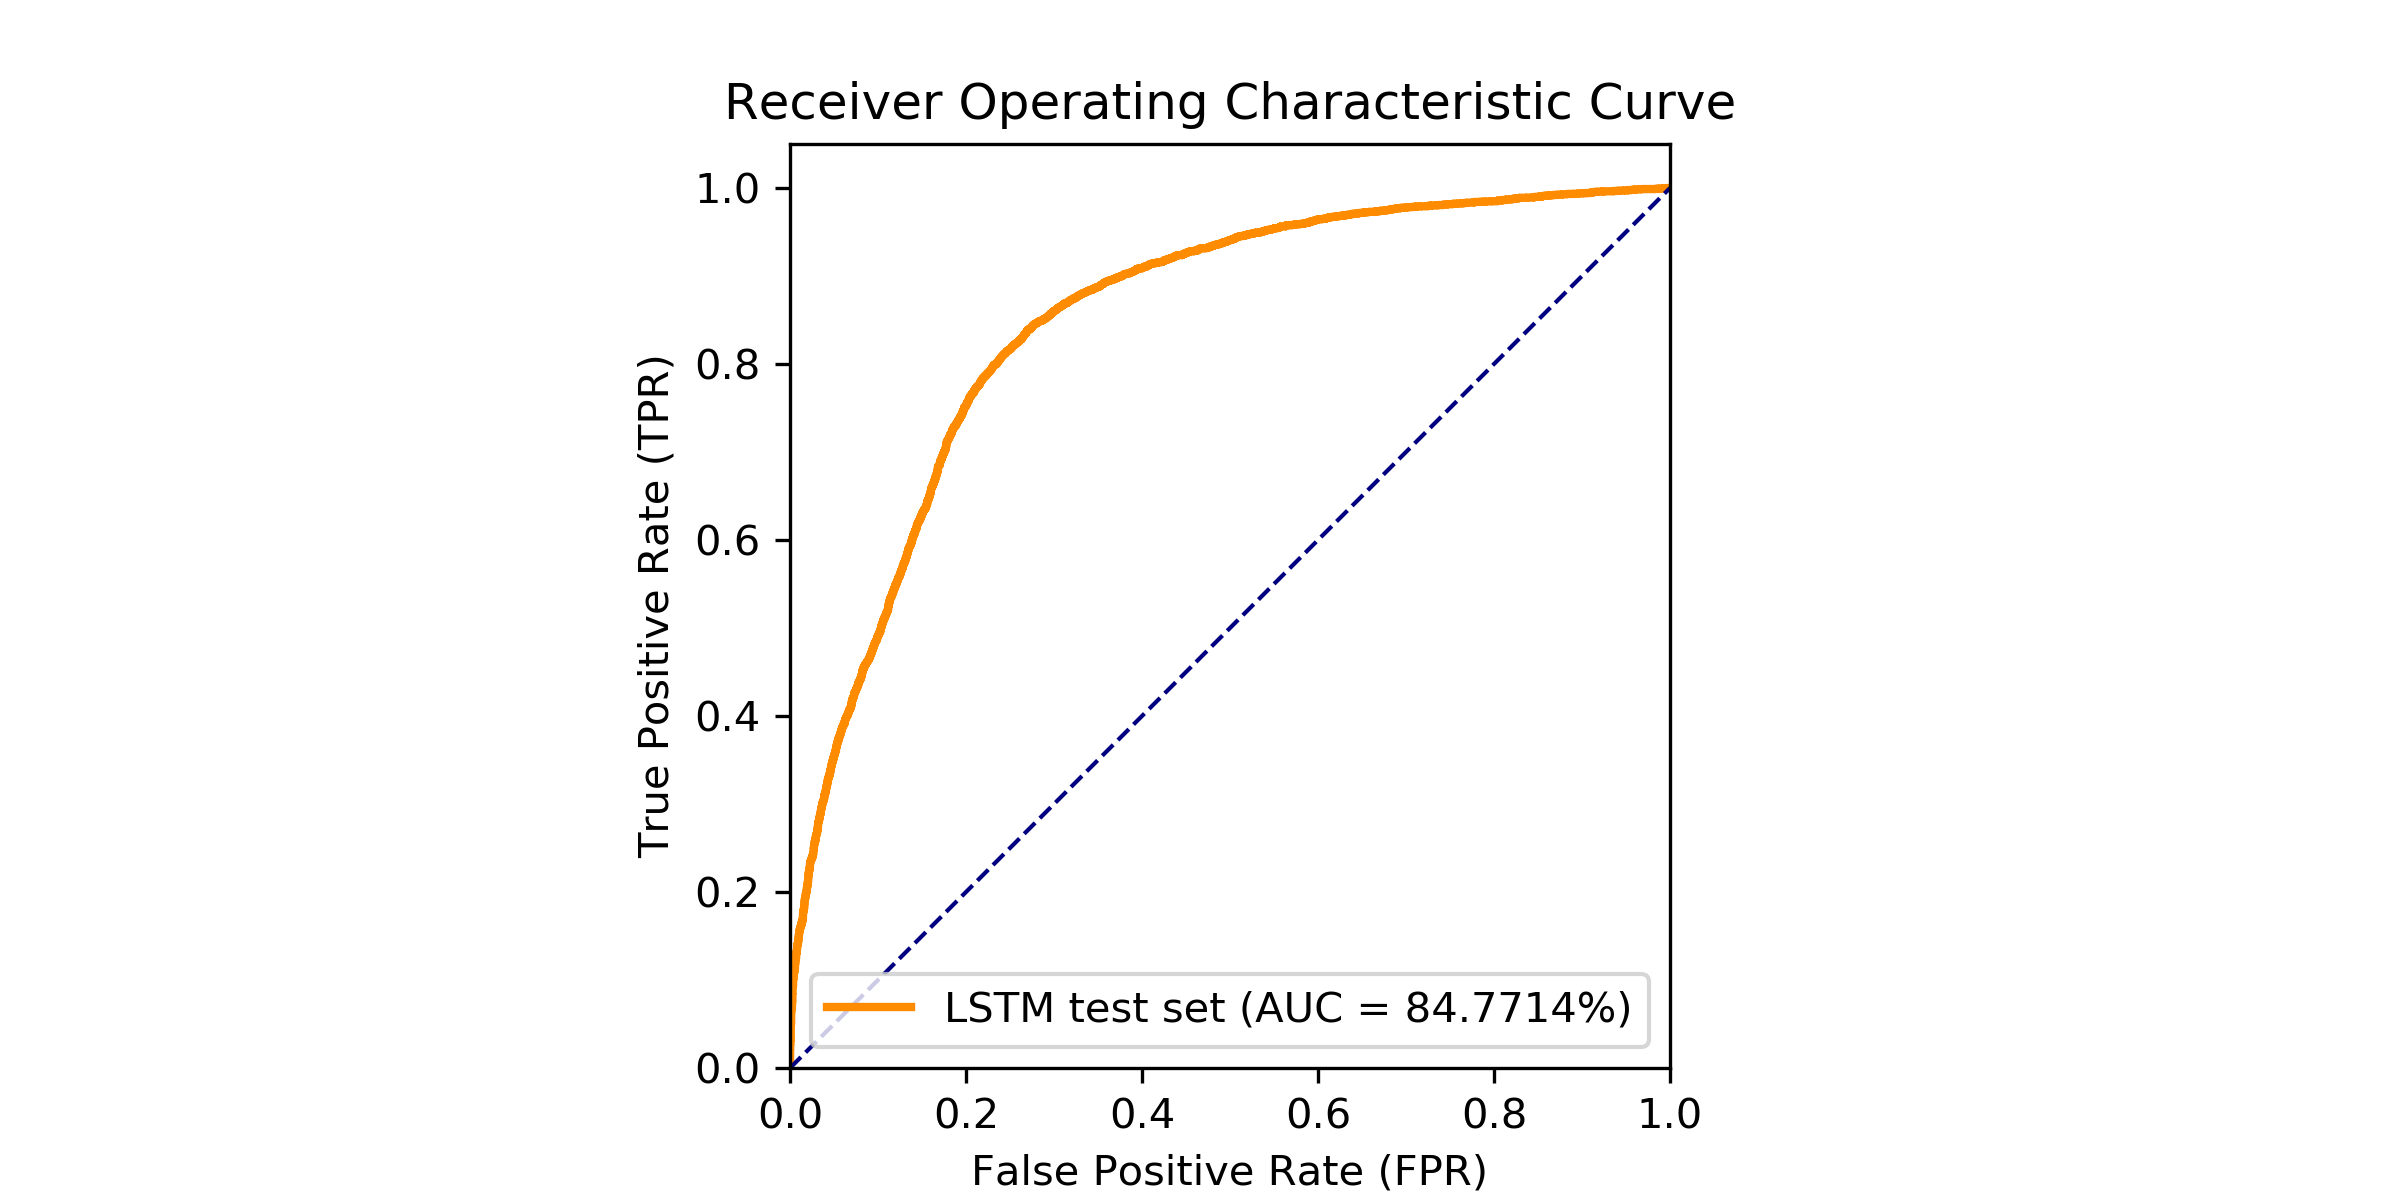 Receiver Operating Characteristic Curve
1.0
0.8
0.6
0.4
0.2
0.0
True Positive Rate (TPR)
LSTM test set (AUC = 84.7714%)
0.0 0.2 0.4 0.6 0.8 1.0
False Positive Rate (FPR)